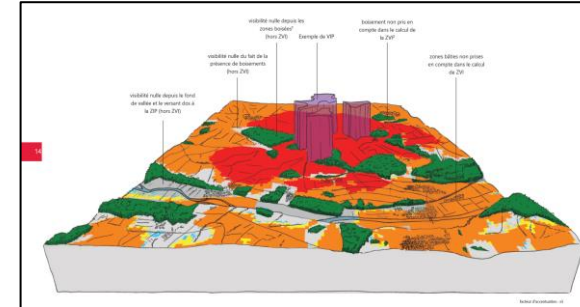 visibilité nulle depuis les
zones boisées²
(hors ZVI)
Exemple de VIP
boisement non pris en
compte dans le calcul de
la ZVI²
visibilité nulle du fait de la
présence de boisements
(hors ZVI)
zones bâties non prises
en compte dans le calcul
de ZVI
visibilité nulle depuis le fond
de vallée et le versant dos à
la ZIP (hors ZVI)
14